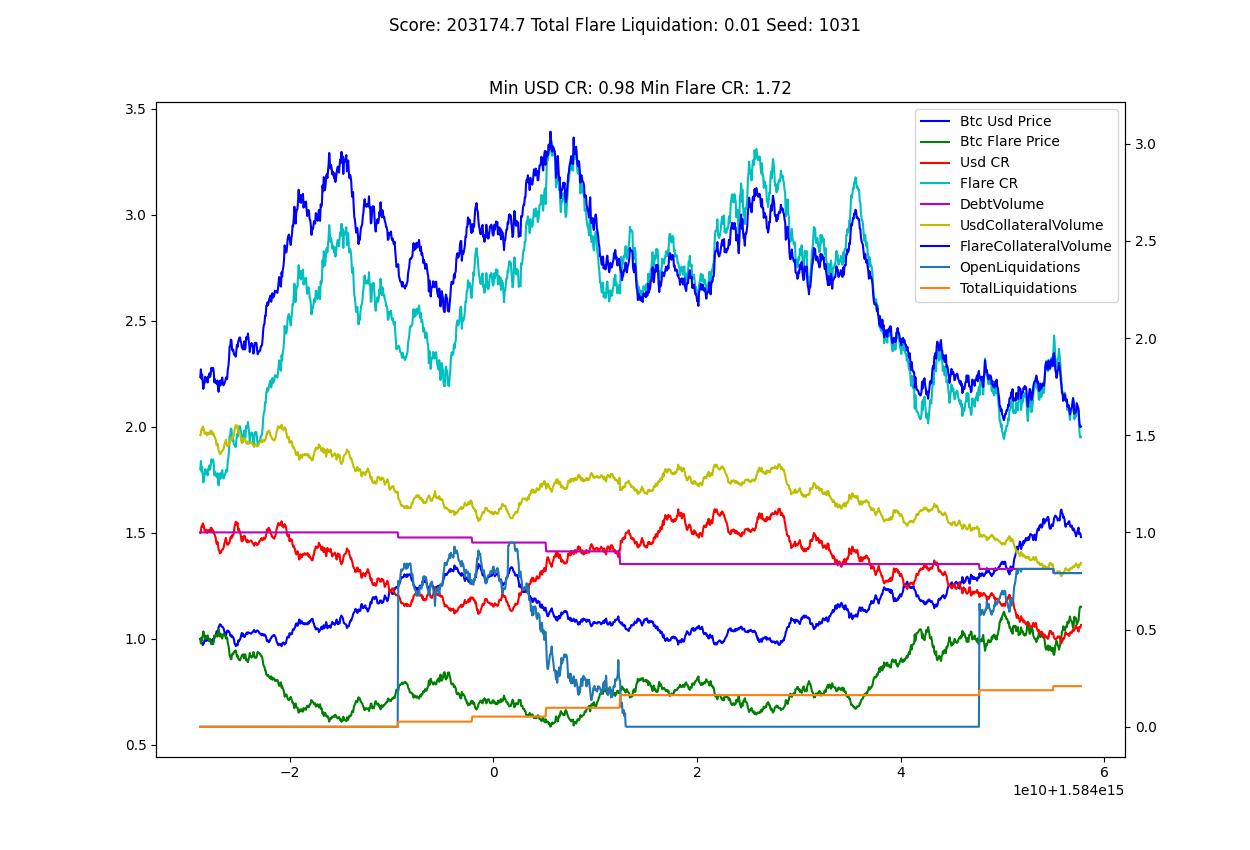 Score: 203174.7 Total Flare Liquidation: 0.01 Seed: 1031
Min USD CR: 0.98 Min Flare CR: 1.72
3.5
3.0
2.5
2.0
1.5
1.0
0.5
Btc Usd Price
Btc Flare Price
Usd CR
Flare CR
DebtVolume
UsdCollateralVolume
FlareCollateralVolume
OpenLiquidations
TotalLiquidations
3.0
2.5
2.0
1.5
1.0
0.5
0.0
−2 0 2 4 6
1e10+1.584e15